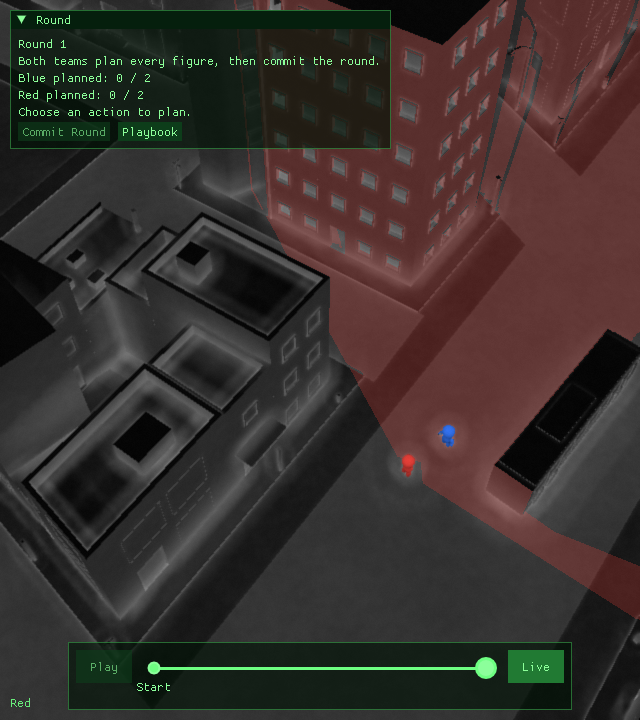 Round
Round 1
Both teams plan every figure, then commit the round.
Blue planned: 0 / 2
Red planned: 0 / 2
Choose an action to plan.
Commit Round Playbook
Play
Live
Start
Red